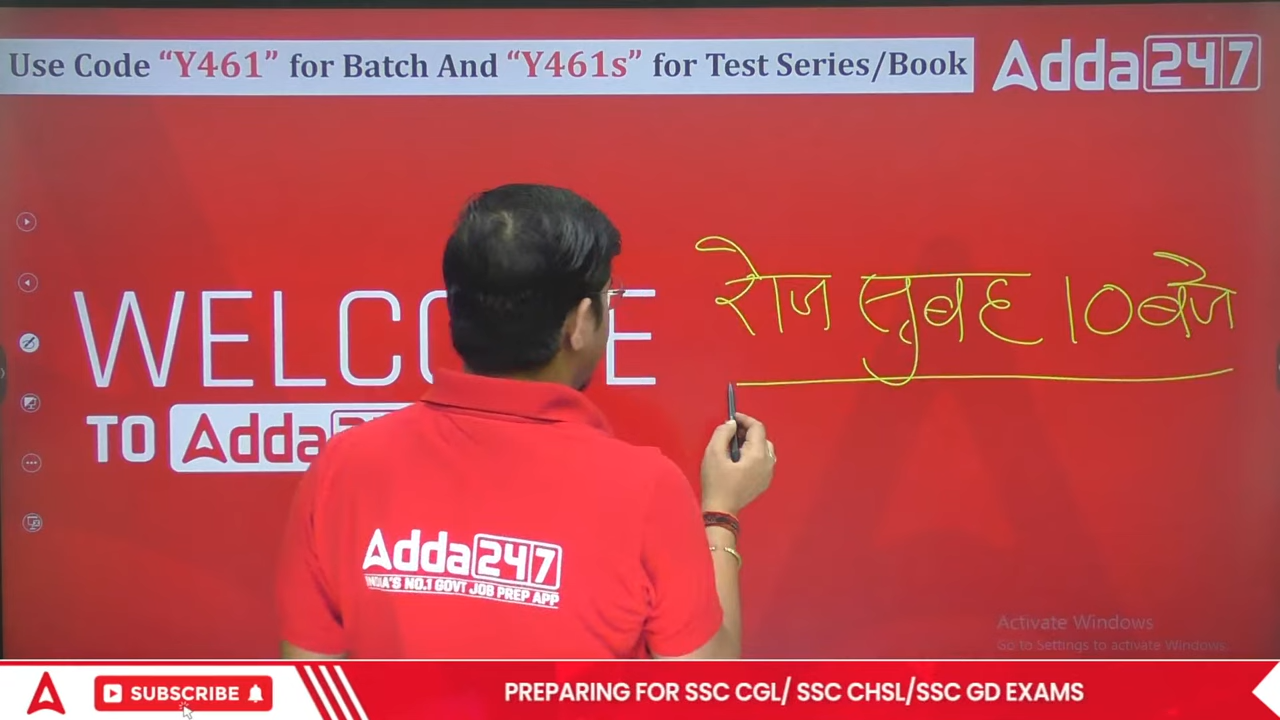 Use Code “Y461” for Batch And “Y461s” for Test Series/Book
Adda247
रोज सुबह 10 बजे
WELCO E
TO Adda
Adda247
INDIA'S NO.1 GOVT JOB PREP APP
Activate Windows
Go to Settings to activate Windows.
SUBSCRIBE
PREPARING FOR SSC CGL/ SSC CHSL/SSC GD EXAMS